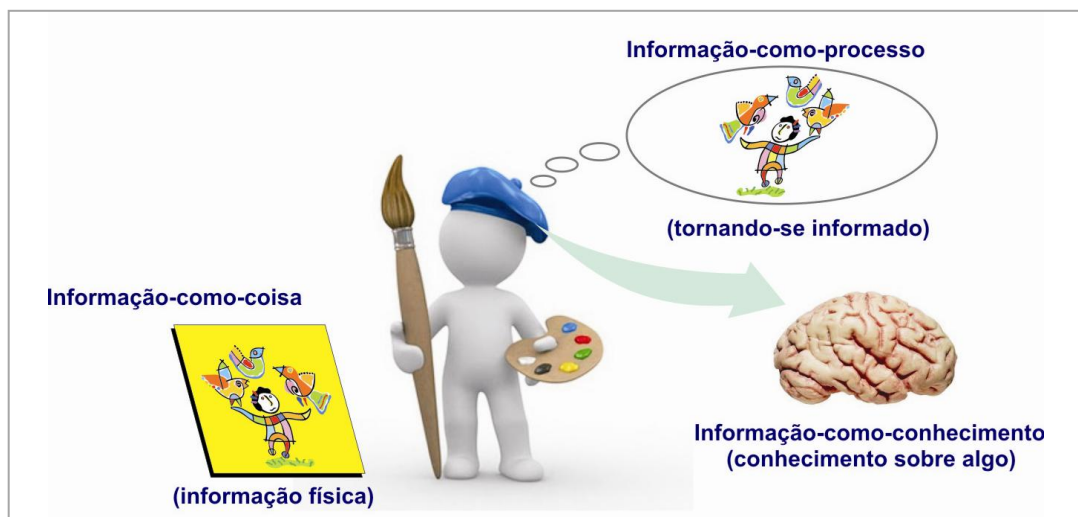 Informação-como-processo
(tornando-se informado)
Informação-como-coisa
(informação física)
Informação-como-conhecimento
(conhecimento sobre algo)